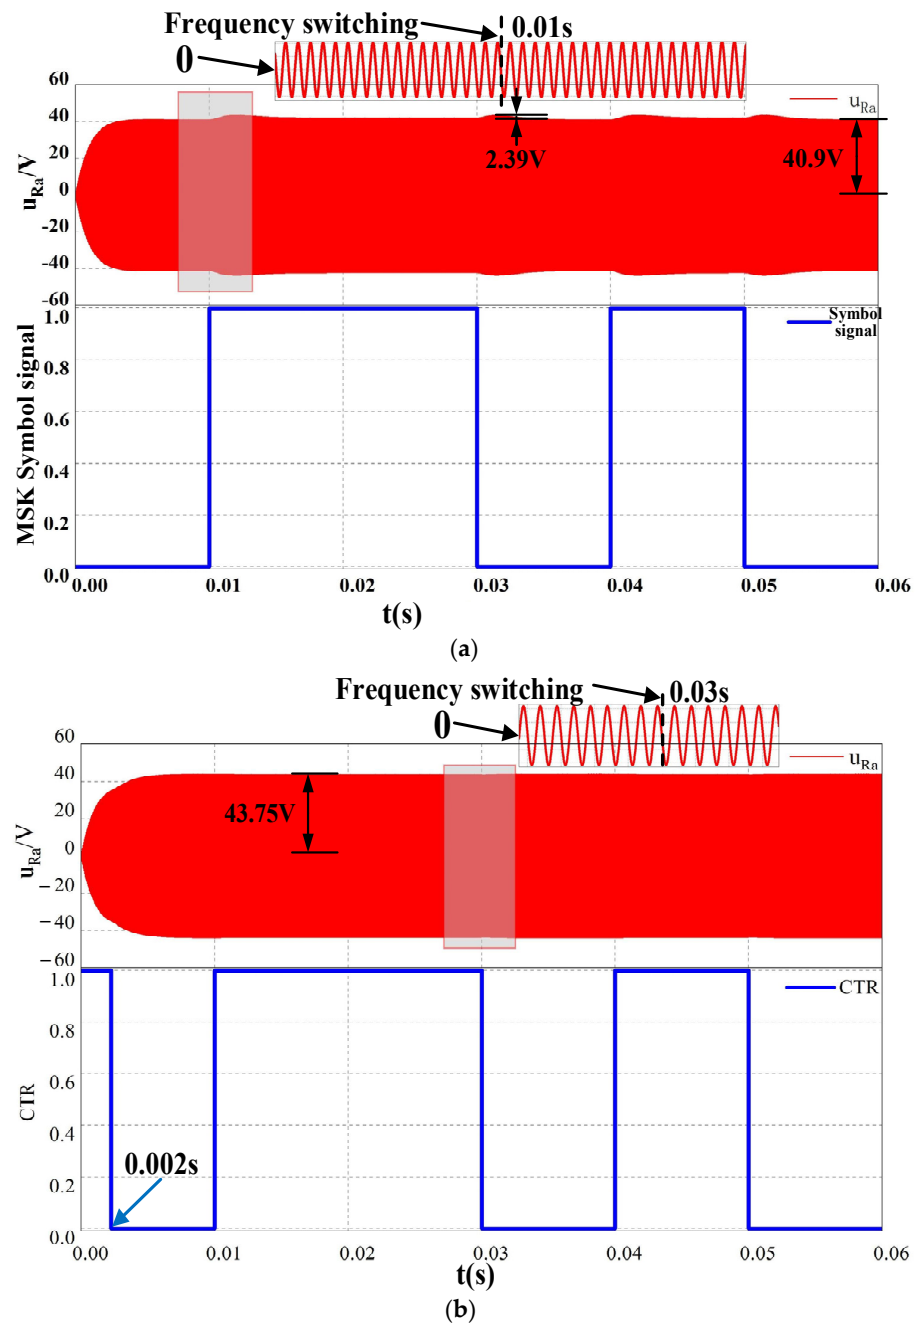 Frequency switching
0.01s
0
60
40
20
0
-20
-40
-60
u_Ra/V
u_Ra
2.39V
40.9V
1.0
0.8
0.6
0.4
0.2
0.0
MSK Symbol signal
Symbol
signal
0.00 0.01 0.02 0.03 0.04 0.05 0.06
t(s)
(a)
Frequency switching
0.03s
0
60
40
20
0
−20
−40
−60
u_Ra/V
u_Ra
43.75V
1.0
0.8
0.6
0.4
0.2
0.0
CTR
CTR
0.002s
0.00 0.01 0.02 0.03 0.04 0.05 0.06
t(s)
(b)